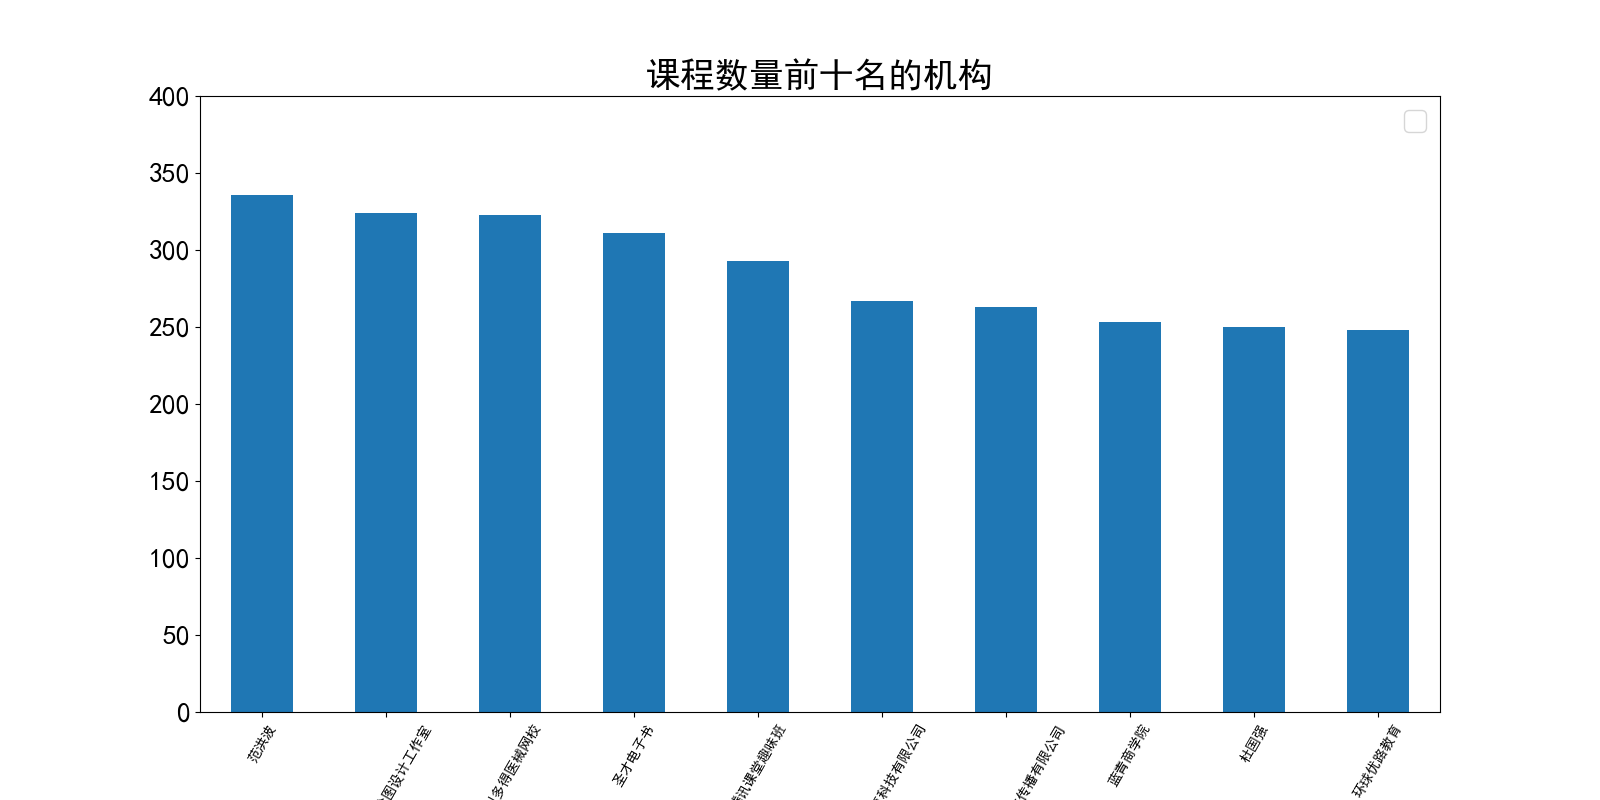 课程数量前十名的机构
400
350
300
250
200
150
100
50
0
范洪波
图设计工作室
多得医械网校
圣才电子书
讯课堂趣味班
科技有限公司
传播有限公司
蓝青商学院
杜国强
环球优路教育